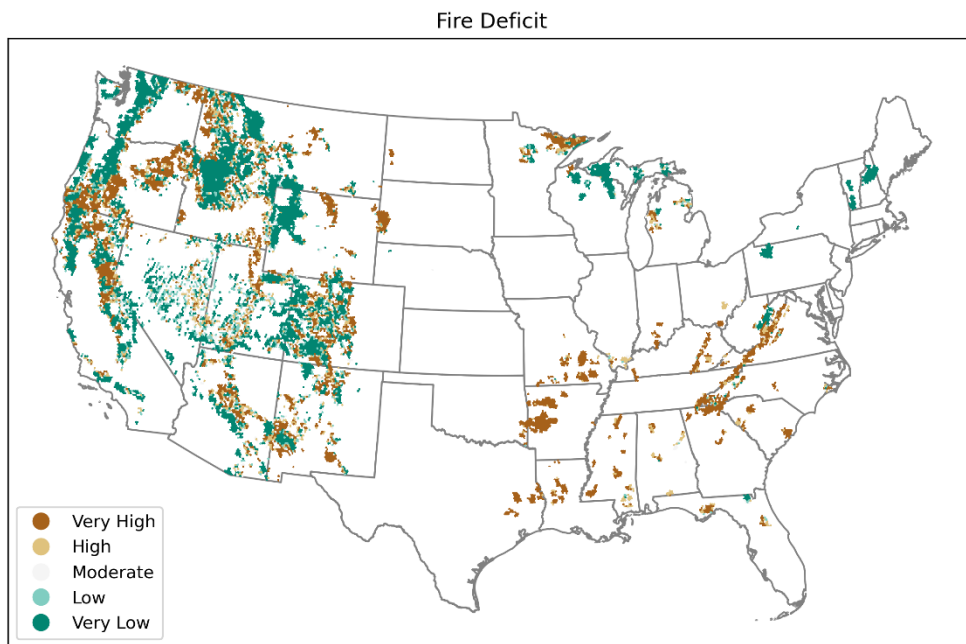 Fire Deficit
Very High
High
Moderate
Low
Very Low